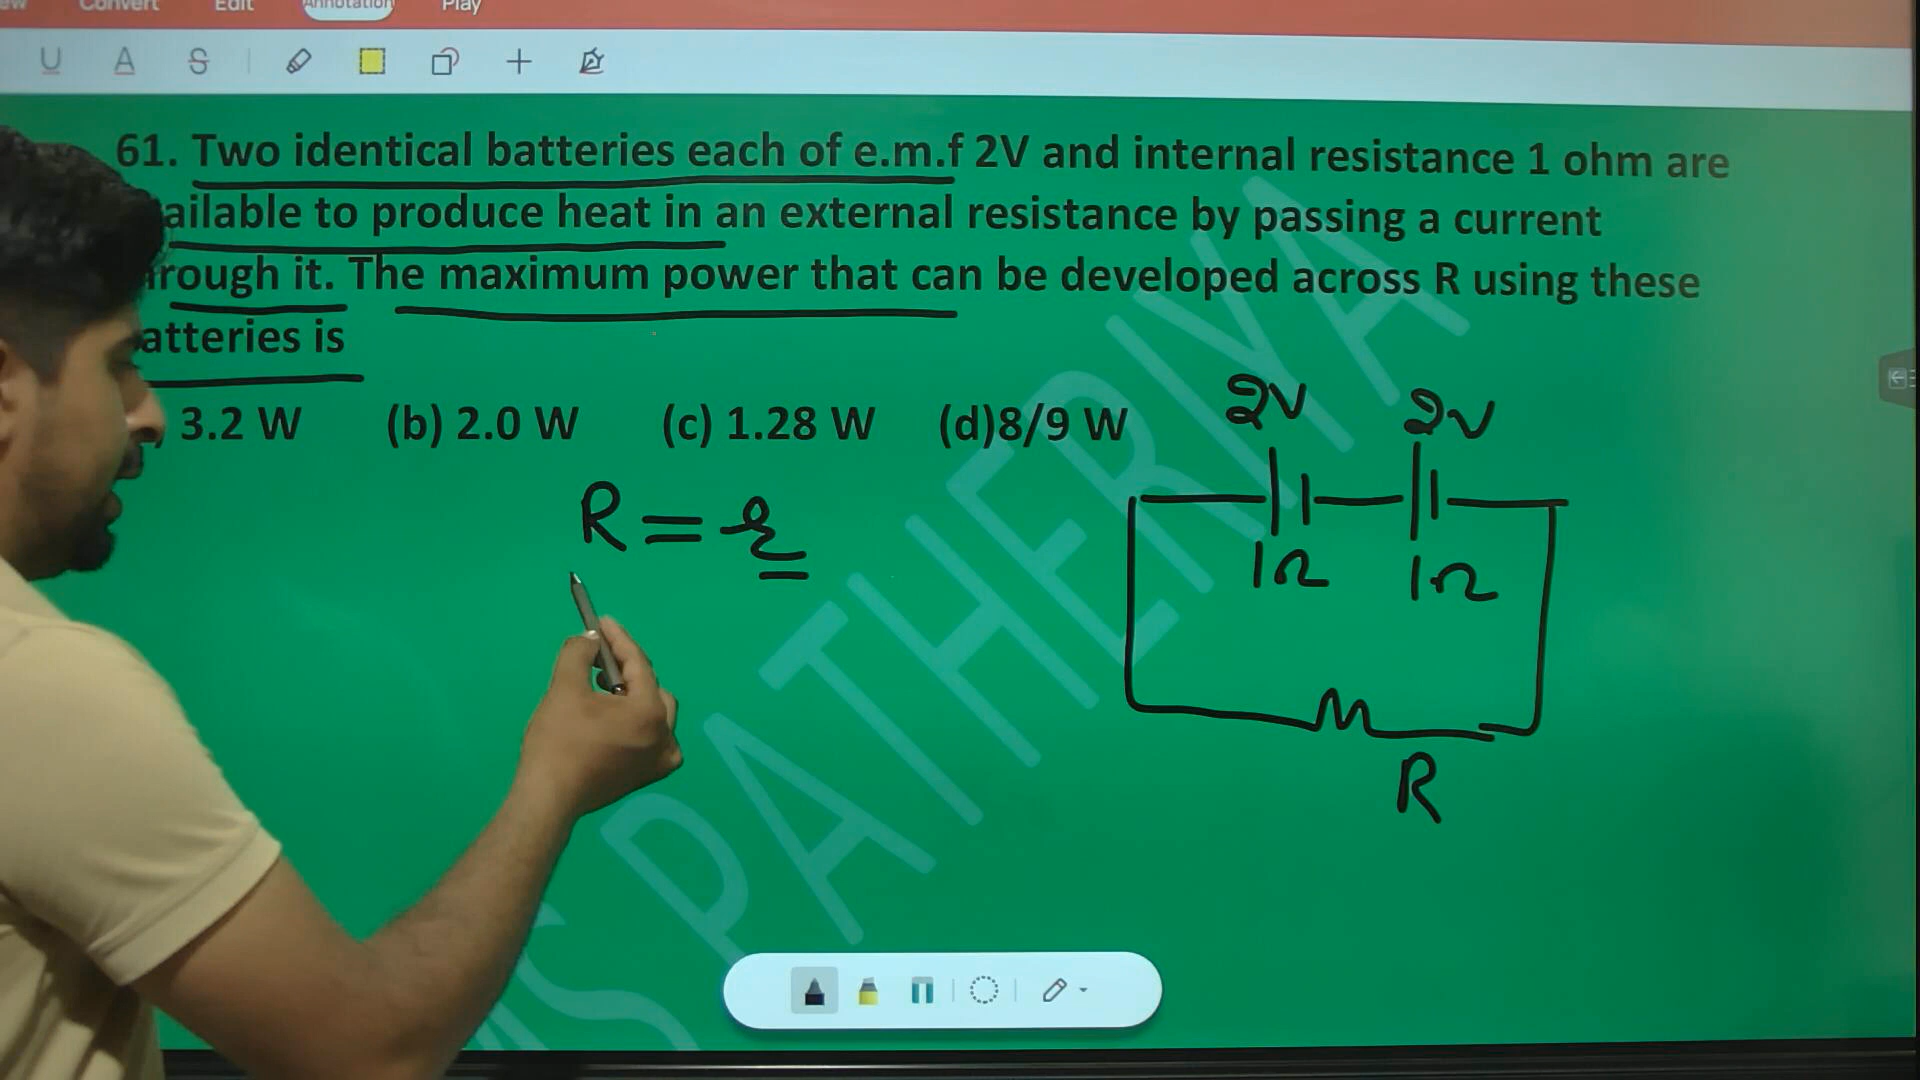 Convert Edit Annotation Play
U A S
61. Two identical batteries each of e.m.f 2V and internal resistance 1 ohm are
ailable to produce heat in an external resistance by passing a current
rough it. The maximum power that can be developed across R using these
atteries is
3.2 W (b) 2.0 W (c) 1.28 W (d)8/9 W
2V 2V
R = r
1Ω 1Ω
R
MS PATHERIYA